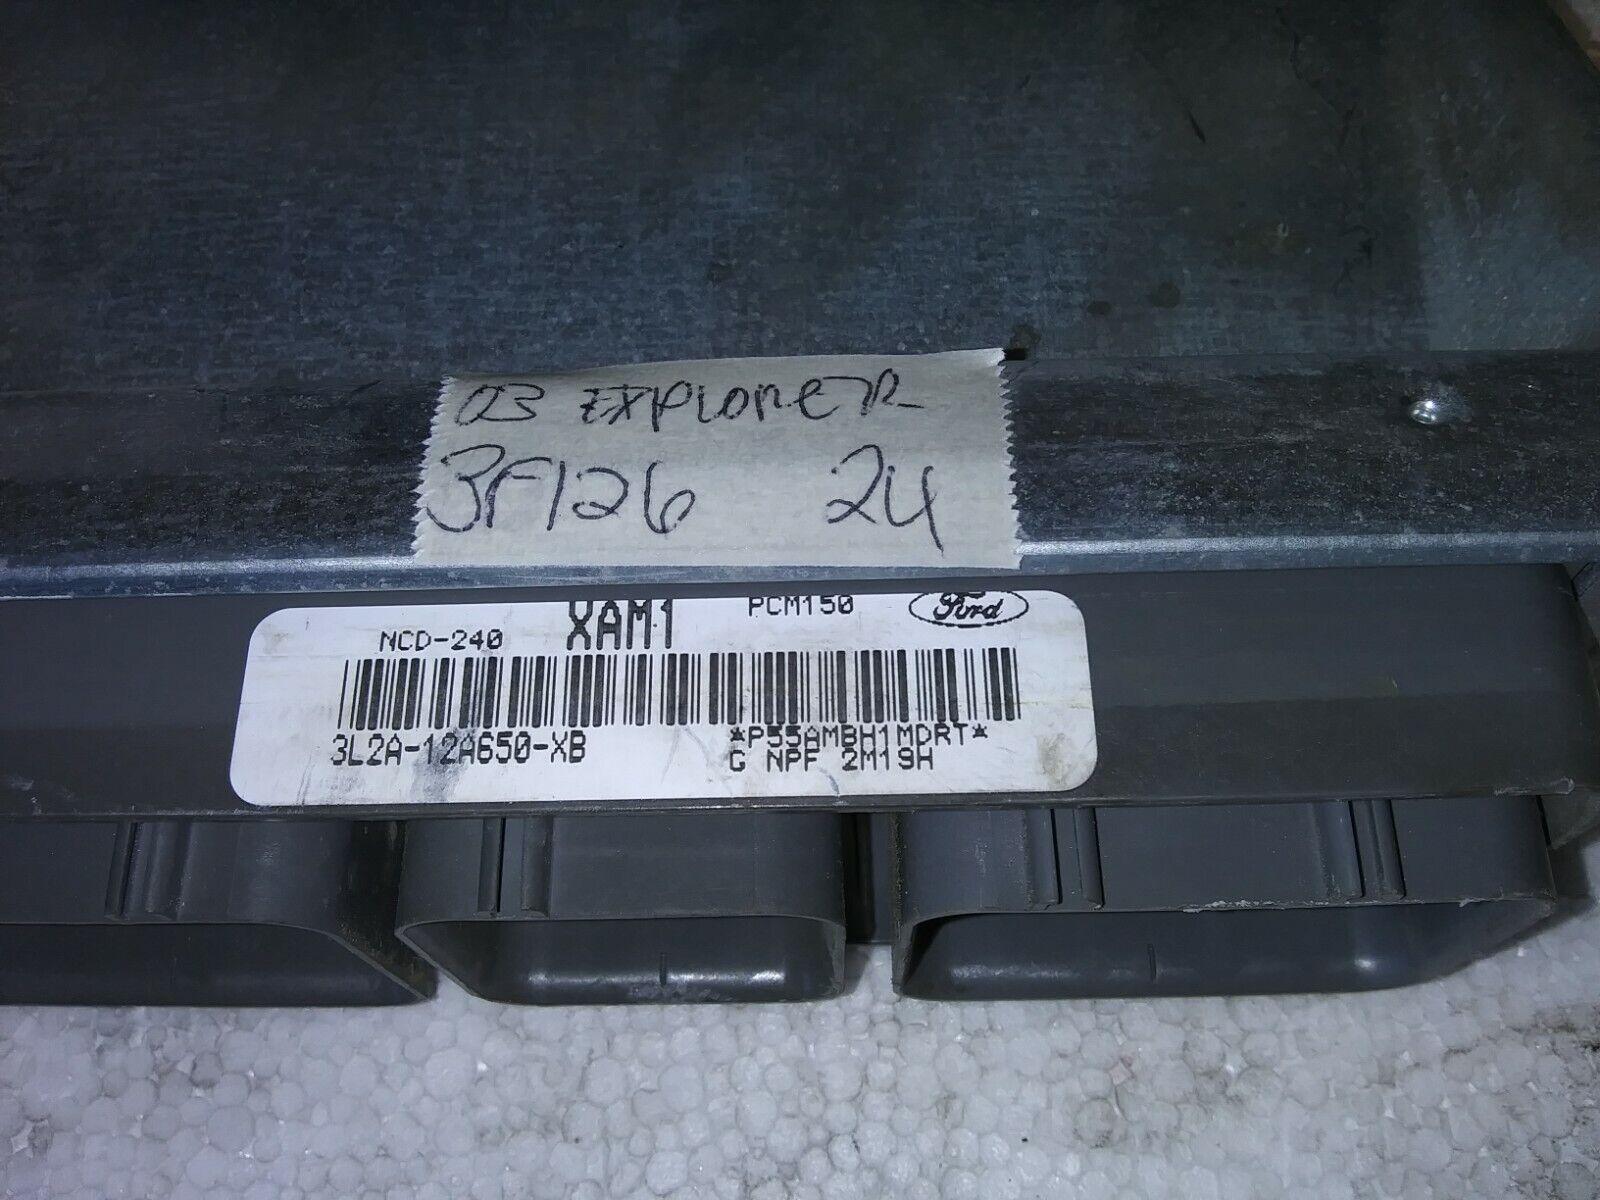 03 EXPLORER
3F126 24
NCD-240 XAM1 PCM150 Ford
3L2A-12A650-XB *P55AMBH1MDRT*
G NPF 2M19H